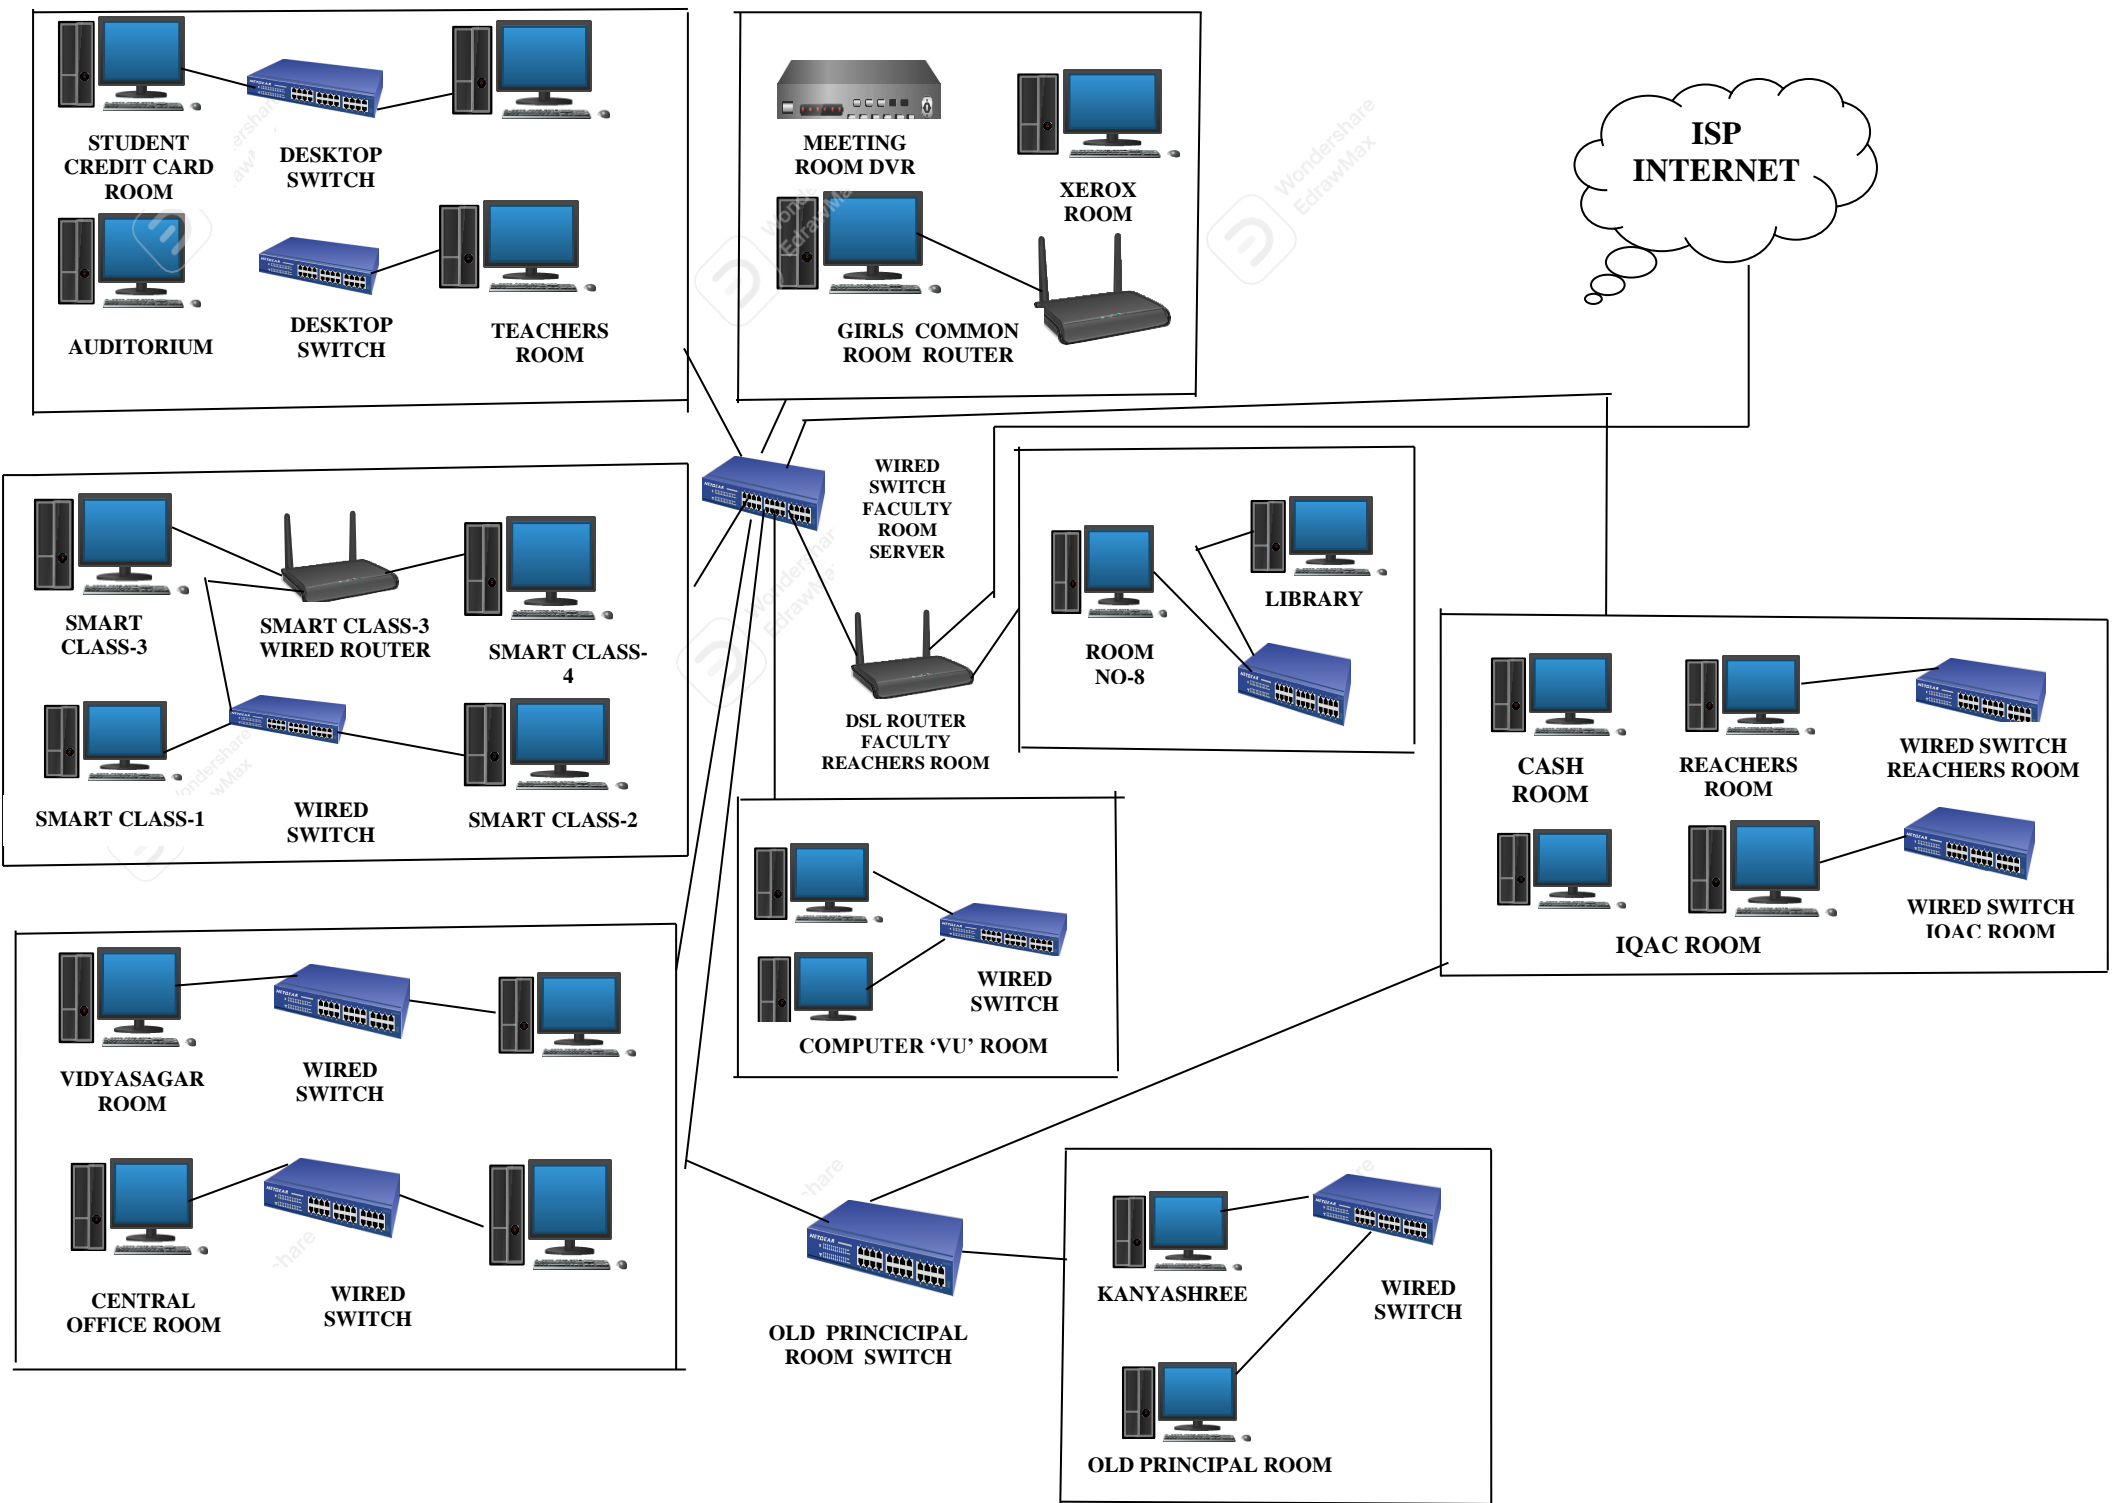 STUDENT
CREDIT CARD
ROOM
DESKTOP
SWITCH
AUDITORIUM
DESKTOP
SWITCH
TEACHERS
ROOM
MEETING
ROOM DVR
XEROX
ROOM
GIRLS COMMON
ROOM ROUTER
ISP
INTERNET
WIRED
SWITCH
FACULTY
ROOM
SERVER
SMART
CLASS-3
SMART CLASS-3
WIRED ROUTER
SMART CLASS-
4
SMART CLASS-1
WIRED
SWITCH
SMART CLASS-2
DSL ROUTER
FACULTY
REACHERS ROOM
ROOM
NO-8
LIBRARY
CASH
ROOM
REACHERS
ROOM
WIRED SWITCH
REACHERS ROOM
IQAC ROOM
WIRED SWITCH
IQAC ROOM
VIDYASAGAR
ROOM
WIRED
SWITCH
CENTRAL
OFFICE ROOM
WIRED
SWITCH
WIRED
SWITCH
COMPUTER ‘VU’ ROOM
OLD PRINCICIPAL
ROOM SWITCH
KANYASHREE
WIRED
SWITCH
OLD PRINCIPAL ROOM
Wondershare
EdrawMax
NETGEAR